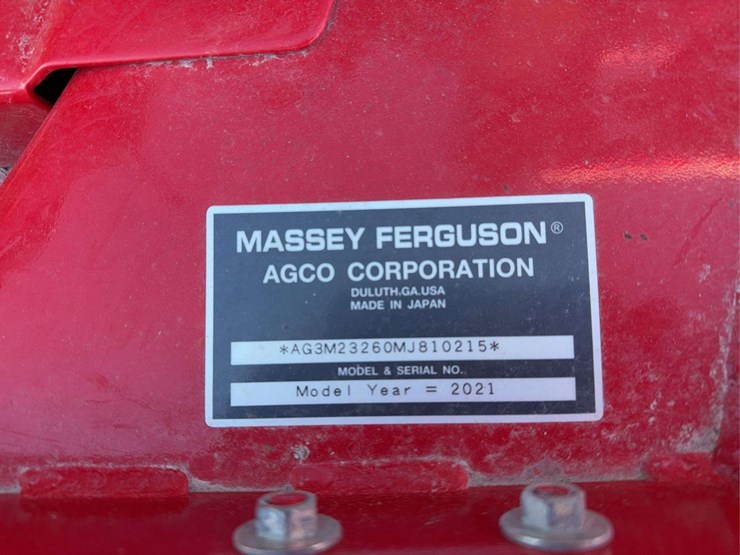 MASSEY FERGUSON®
AGCO CORPORATION
DULUTH.GA.USA
MADE IN JAPAN
*AG3M23260MJ810215*
MODEL & SERIAL NO..
Model Year = 2021